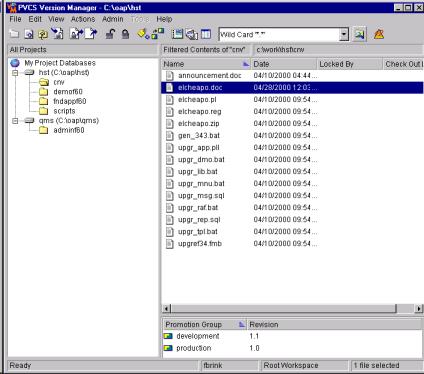 PVCS Version Manager - C:\oap\hst
File Edit View Actions Admin Tools Help
Wild Card "*.*"
All Projects
Filtered Contents of "cnv" c:\work\hst\cnv
My Project Databases
hst (C:\oap\hst)
cnv
demof60
fndappf60
scripts
qms (C:\oap\qms)
adminf60
Name Date Locked By Check Out L
announcement.doc 04/10/2000 04:44...
elcheapo.doc 04/28/2000 12:03...
elcheapo.pl 04/10/2000 09:54...
elcheapo.reg 04/10/2000 09:54...
elcheapo.zip 04/10/2000 09:54...
gen_343.bat 04/10/2000 09:54...
upgr_app.pll 04/10/2000 09:54...
upgr_dmo.bat 04/10/2000 09:54...
upgr_lib.bat 04/10/2000 09:54...
upgr_mnu.bat 04/10/2000 09:54...
upgr_msg.sql 04/10/2000 09:54...
upgr_raf.bat 04/10/2000 09:54...
upgr_rep.sql 04/10/2000 09:54...
upgr_tpl.bat 04/10/2000 09:54...
upgref34.fmb 04/10/2000 09:54...
Promotion Group Revision
development 1.1
production 1.0
Ready fbrink Root Workspace 1 file selected